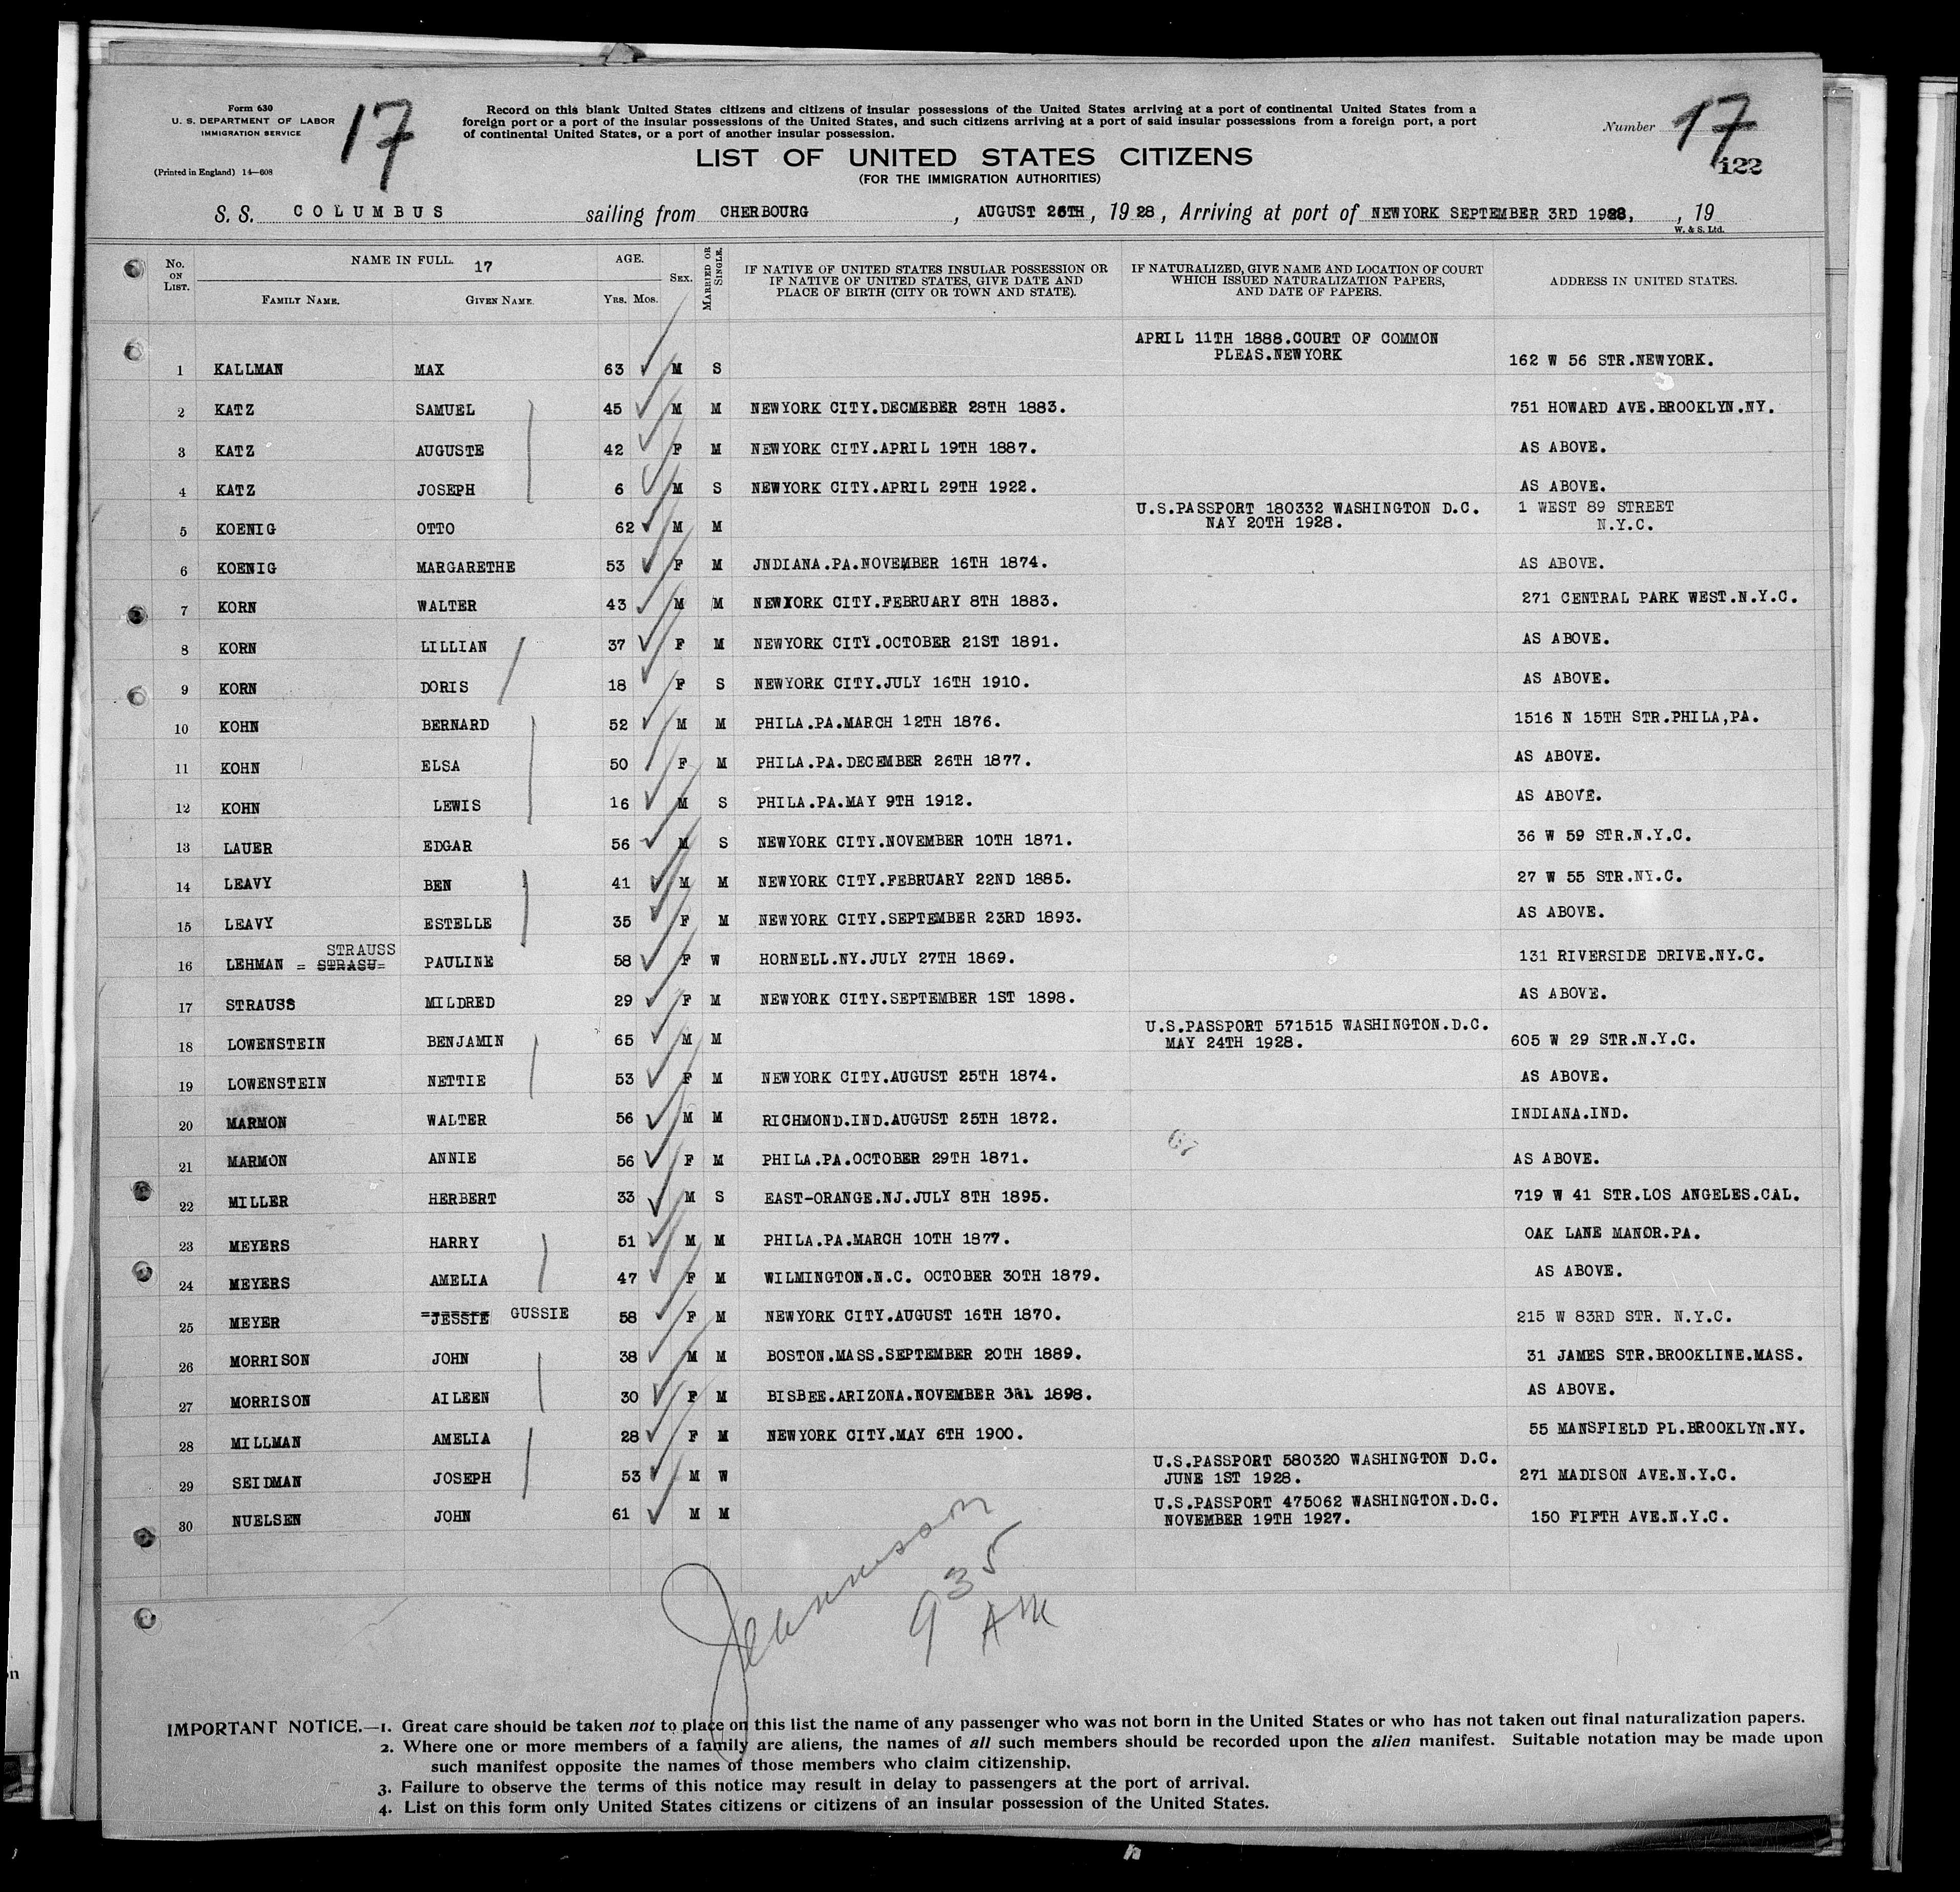 Form 630
U. S. DEPARTMENT OF LABOR
IMMIGRATION SERVICE
(Printed in England) 14—608
17
Record on this blank United States citizens and citizens of insular possessions of the United States arriving at a port of continental United States from a
foreign port or a port of the insular possessions of the United States, and such citizens arriving at a port of said insular possessions from a foreign port, a port
of continental United States, or a port of another insular possession.
LIST OF UNITED STATES CITIZENS
(FOR THE IMMIGRATION AUTHORITIES)
Number 17
122
S. S. COLUMBUS sailing from CHERBOURG , AUGUST 26TH , 19 28 , Arriving at port of NEWYORK SEPTEMBER 3RD 1928, , 19
W. & S. Ltd.
No. ON LIST. NAME IN FULL. 17 AGE. SEX. MARRIED OR SINGLE. IF NATIVE OF UNITED STATES INSULAR POSSESSION OR IF NATIVE OF UNITED STATES, GIVE DATE AND PLACE OF BIRTH (CITY OR TOWN AND STATE). IF NATURALIZED, GIVE NAME AND LOCATION OF COURT WHICH ISSUED NATURALIZATION PAPERS, AND DATE OF PAPERS. ADDRESS IN UNITED STATES.
FAMILY NAME. GIVEN NAME. YRS. MOS.
1 KALLMAN MAX 63 M S APRIL 11TH 1888.COURT OF COMMON PLEAS.NEWYORK 162 W 56 STR.NEWYORK.
2 KATZ SAMUEL 45 M M NEWYORK CITY.DECMEBER 28TH 1883. 751 HOWARD AVE.BROOKLYN.NY.
3 KATZ AUGUSTE 42 F M NEWYORK CITY.APRIL 19TH 1887. AS ABOVE.
4 KATZ JOSEPH 6 M S NEWYORK CITY.APRIL 29TH 1922. AS ABOVE.
5 KOENIG OTTO 62 M M U.S.PASSPORT 180332 WASHINGTON D.C. NAY 20TH 1928. 1 WEST 89 STREET N.Y.C.
6 KOENIG MARGARETHE 53 F M JNDIANA.PA.NOVEMBER 16TH 1874. AS ABOVE.
7 KORN WALTER 43 M M NEWYORK CITY.FEBRUARY 8TH 1883. 271 CENTRAL PARK WEST.N.Y.C.
8 KORN LILLIAN 37 F M NEWYORK CITY.OCTOBER 21ST 1891. AS ABOVE.
9 KORN DORIS 18 F S NEWYORK CITY.JULY 16TH 1910. AS ABOVE.
10 KOHN BERNARD 52 M M PHILA.PA.MARCH 12TH 1876. 1516 N 15TH STR.PHILA,PA.
11 KOHN ELSA 50 F M PHILA.PA.DECEMBER 26TH 1877. AS ABOVE.
12 KOHN LEWIS 16 M S PHILA.PA.MAY 9TH 1912. AS ABOVE.
13 LAUER EDGAR 56 M S NEWYORK CITY.NOVEMBER 10TH 1871. 36 W 59 STR.N.Y.C.
14 LEAVY BEN 41 M M NEWYORK CITY.FEBRUARY 22ND 1885. 27 W 55 STR.NY.C.
15 LEAVY ESTELLE 35 F M NEWYORK CITY.SEPTEMBER 23RD 1893. AS ABOVE.
STRAUSS
16 LEHMAN = STRASU= PAULINE 58 F W HORNELL.NY.JULY 27TH 1869. 131 RIVERSIDE DRIVE.NY.C.
17 STRAUSS MILDRED 29 F M NEWYORK CITY.SEPTEMBER 1ST 1898. AS ABOVE.
18 LOWENSTEIN BENJAMIN 65 M M U.S.PASSPORT 571515 WASHINGTON.D.C. MAY 24TH 1928. 605 W 29 STR.N.Y.C.
19 LOWENSTEIN NETTIE 53 F M NEWYORK CITY.AUGUST 25TH 1874. AS ABOVE.
20 MARMON WALTER 56 M M RICHMOND.IND.AUGUST 25TH 1872. INDIANA.IND.
21 MARMON ANNIE 56 F M PHILA.PA.OCTOBER 29TH 1871. AS ABOVE.
22 MILLER HERBERT 33 M S EAST-ORANGE.NJ.JULY 8TH 1895. 719 W 41 STR.LOS ANGELES.CAL.
23 MEYERS HARRY 51 M M PHILA.PA.MARCH 10TH 1877. OAK LANE MANOR.PA.
24 MEYERS AMELIA 47 F M WILMINGTON.N.C. OCTOBER 30TH 1879. AS ABOVE.
25 MEYER =JESSIE GUSSIE 58 F M NEWYORK CITY.AUGUST 16TH 1870. 215 W 83RD STR. N.Y.C.
26 MORRISON JOHN 38 M M BOSTON.MASS.SEPTEMBER 20TH 1889. 31 JAMES STR.BROOKLINE.MASS.
27 MORRISON AILEEN 30 F M BISBEE.ARIZONA.NOVEMBER 1898. AS ABOVE.
28 MILLMAN AMELIA 28 F M NEWYORK CITY.MAY 6TH 1900. 55 MANSFIELD PL.BROOKLYN.NY.
29 SEIDMAN JOSEPH 53 M W U.S.PASSPORT 580320 WASHINGTON D.C. JUNE 1ST 1928. 271 MADISON AVE.N.Y.C.
30 NUELSEN JOHN 61 M M U.S.PASSPORT 475062 WASHINGTON.D.C. NOVEMBER 19TH 1927. 150 FIFTH AVE.N.Y.C.
935
AM
IMPORTANT NOTICE.—1. Great care should be taken not to place on this list the name of any passenger who was not born in the United States or who has not taken out final naturalization papers.
2. Where one or more members of a family are aliens, the names of all such members should be recorded upon the alien manifest. Suitable notation may be made upon
such manifest opposite the names of those members who claim citizenship.
3. Failure to observe the terms of this notice may result in delay to passengers at the port of arrival.
4. List on this form only United States citizens or citizens of an insular possession of the United States.